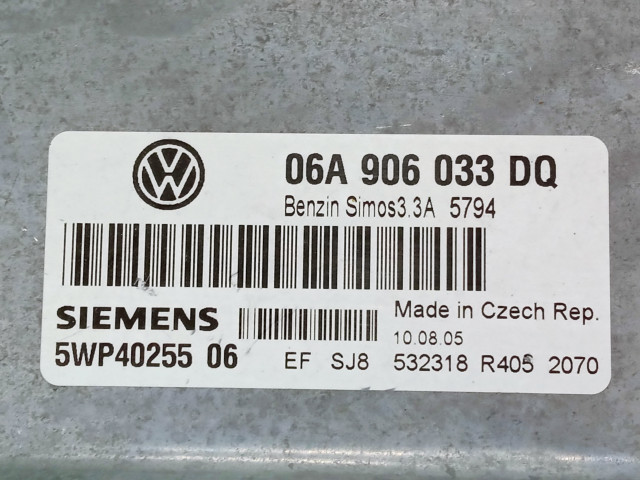 06A 906 033 DQ
Benzin Simos3.3A 5794
SIEMENS
Made in Czech Rep.
10.08.05
5WP40255 06
EF SJ8 532318 R405 2070